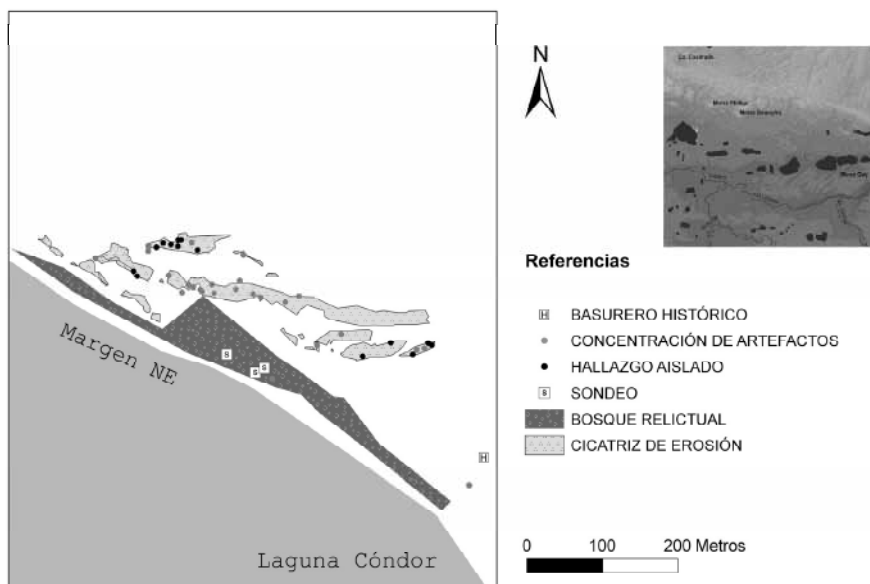 N
Referencias
H BASURERO HISTÓRICO
CONCENTRACIÓN DE ARTEFACTOS
HALLAZGO AISLADO
S SONDEO
BOSQUE RELICTUAL
CICATRIZ DE EROSIÓN
Margen NE
S
S S
H
Laguna Cóndor
0 100 200 Metros